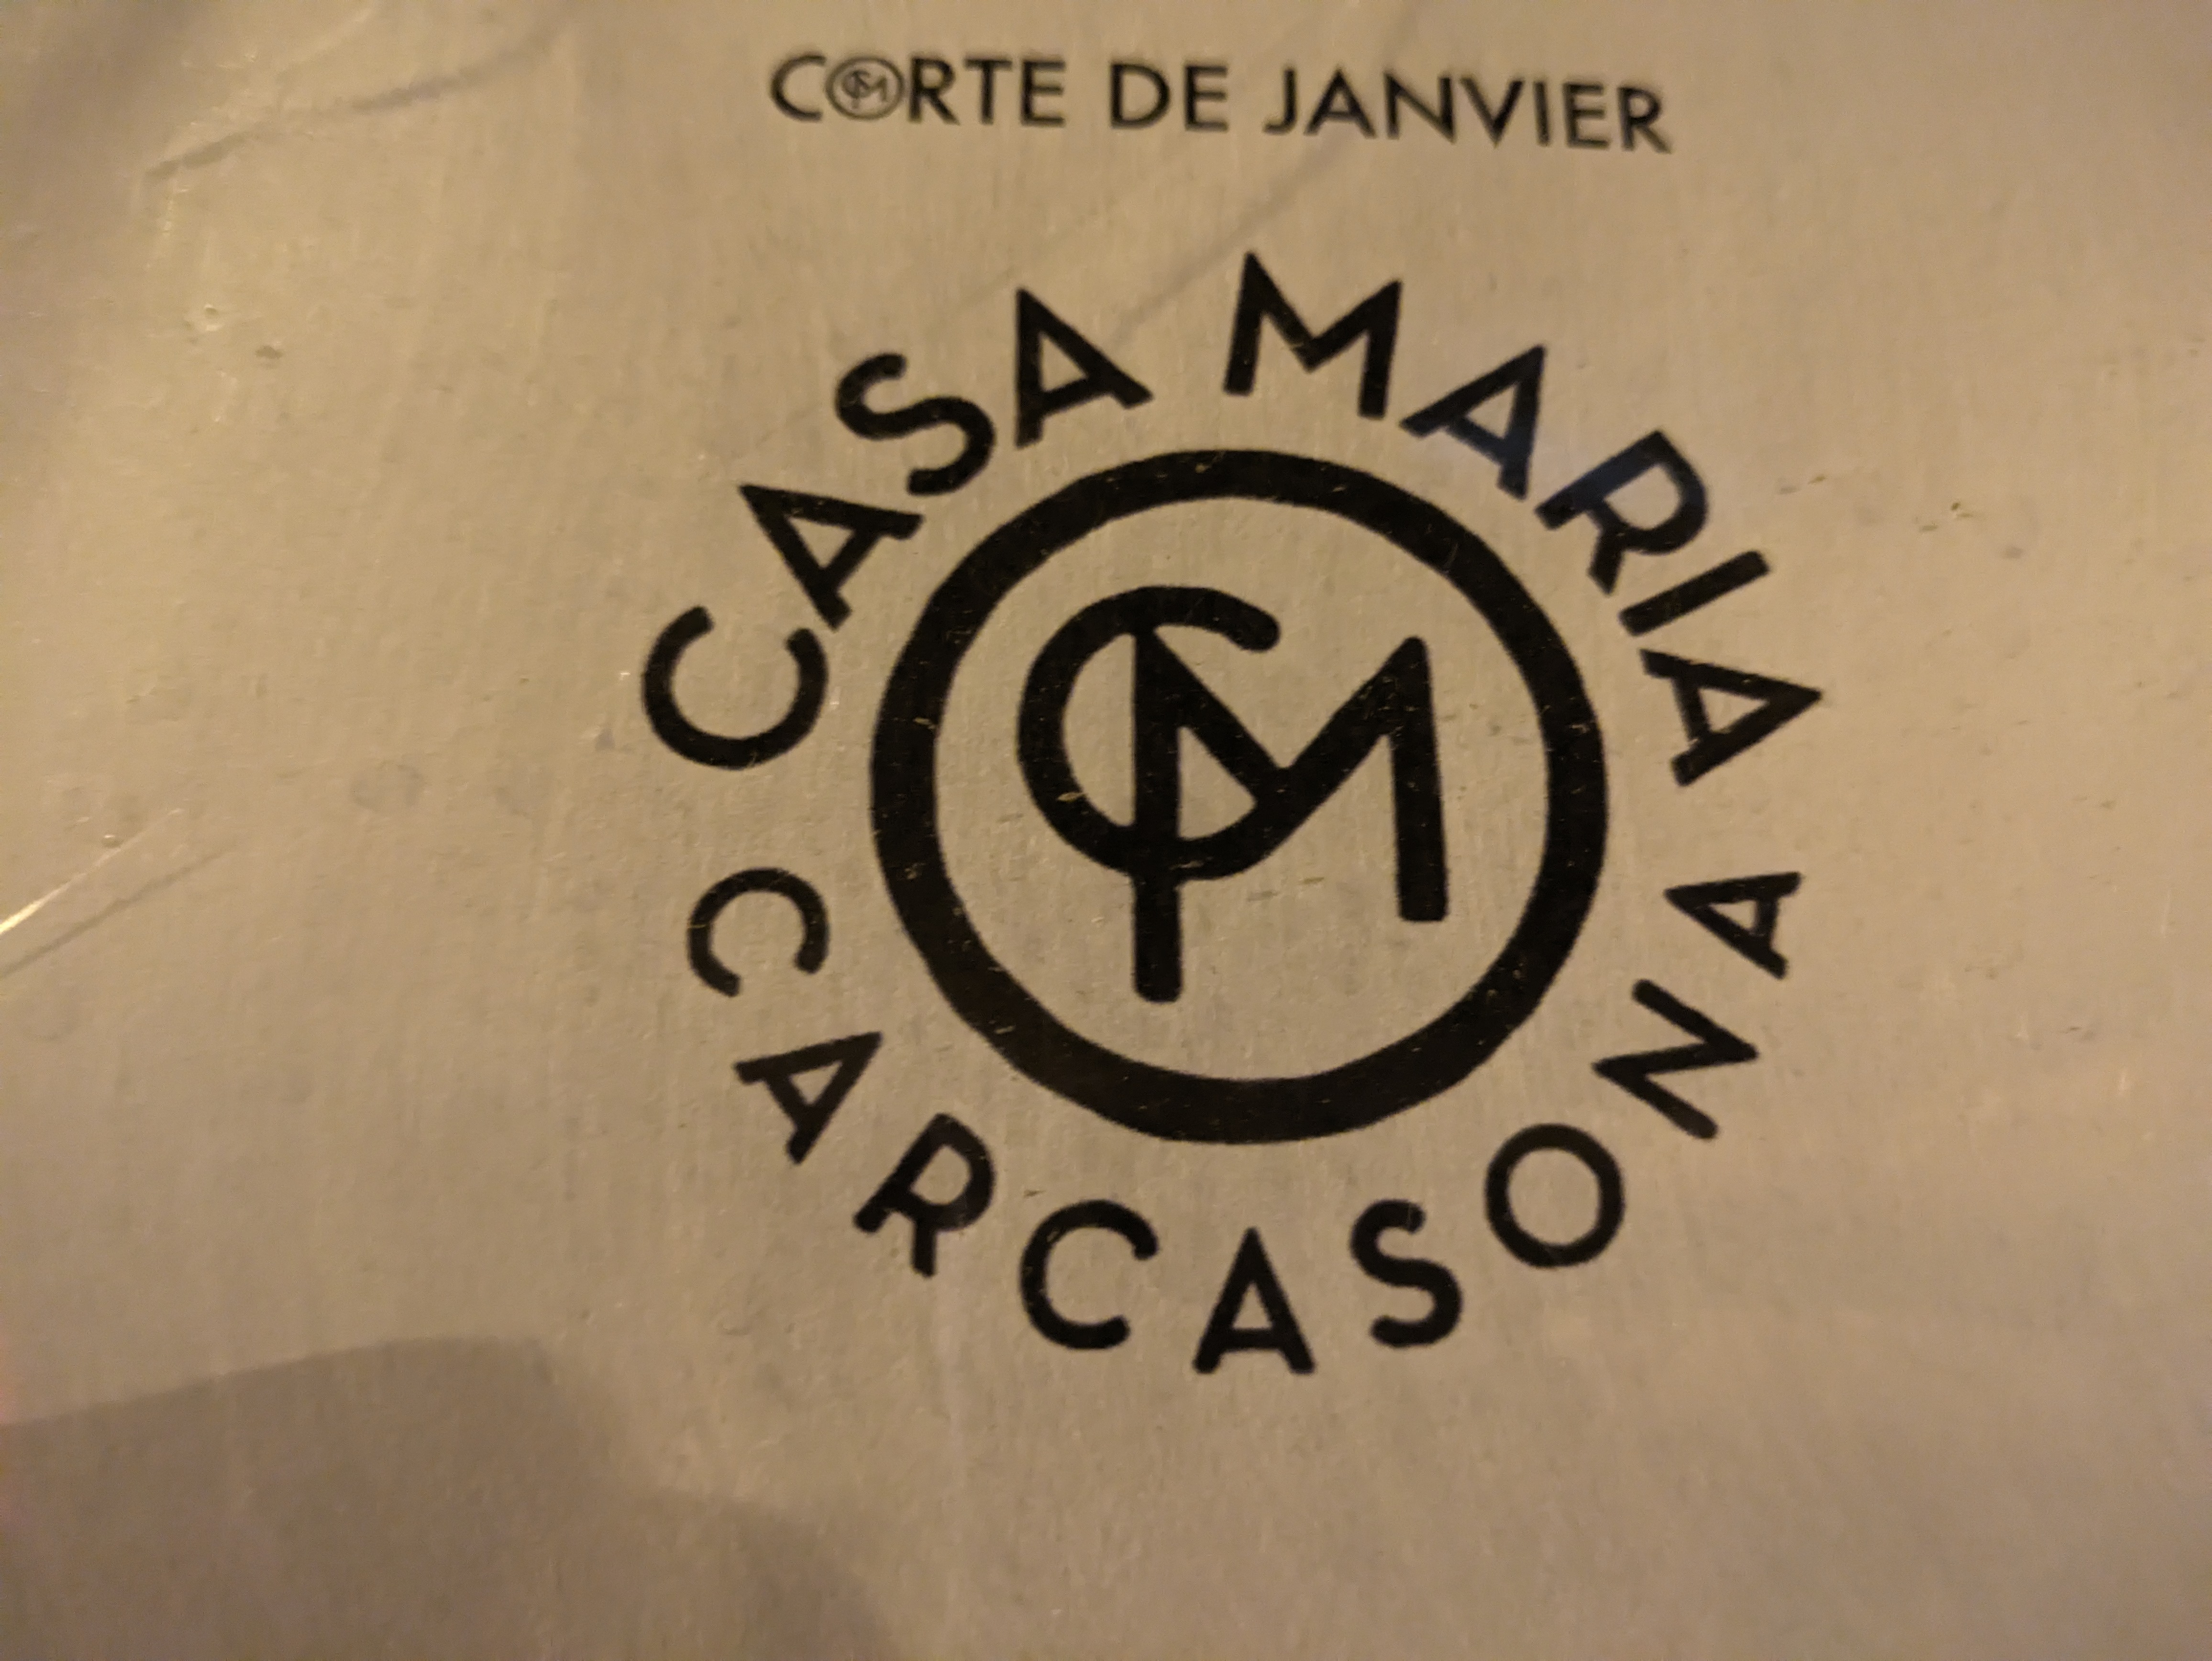 CORTE DE JANVIER
CASA MARIA
CM
CARCASONA